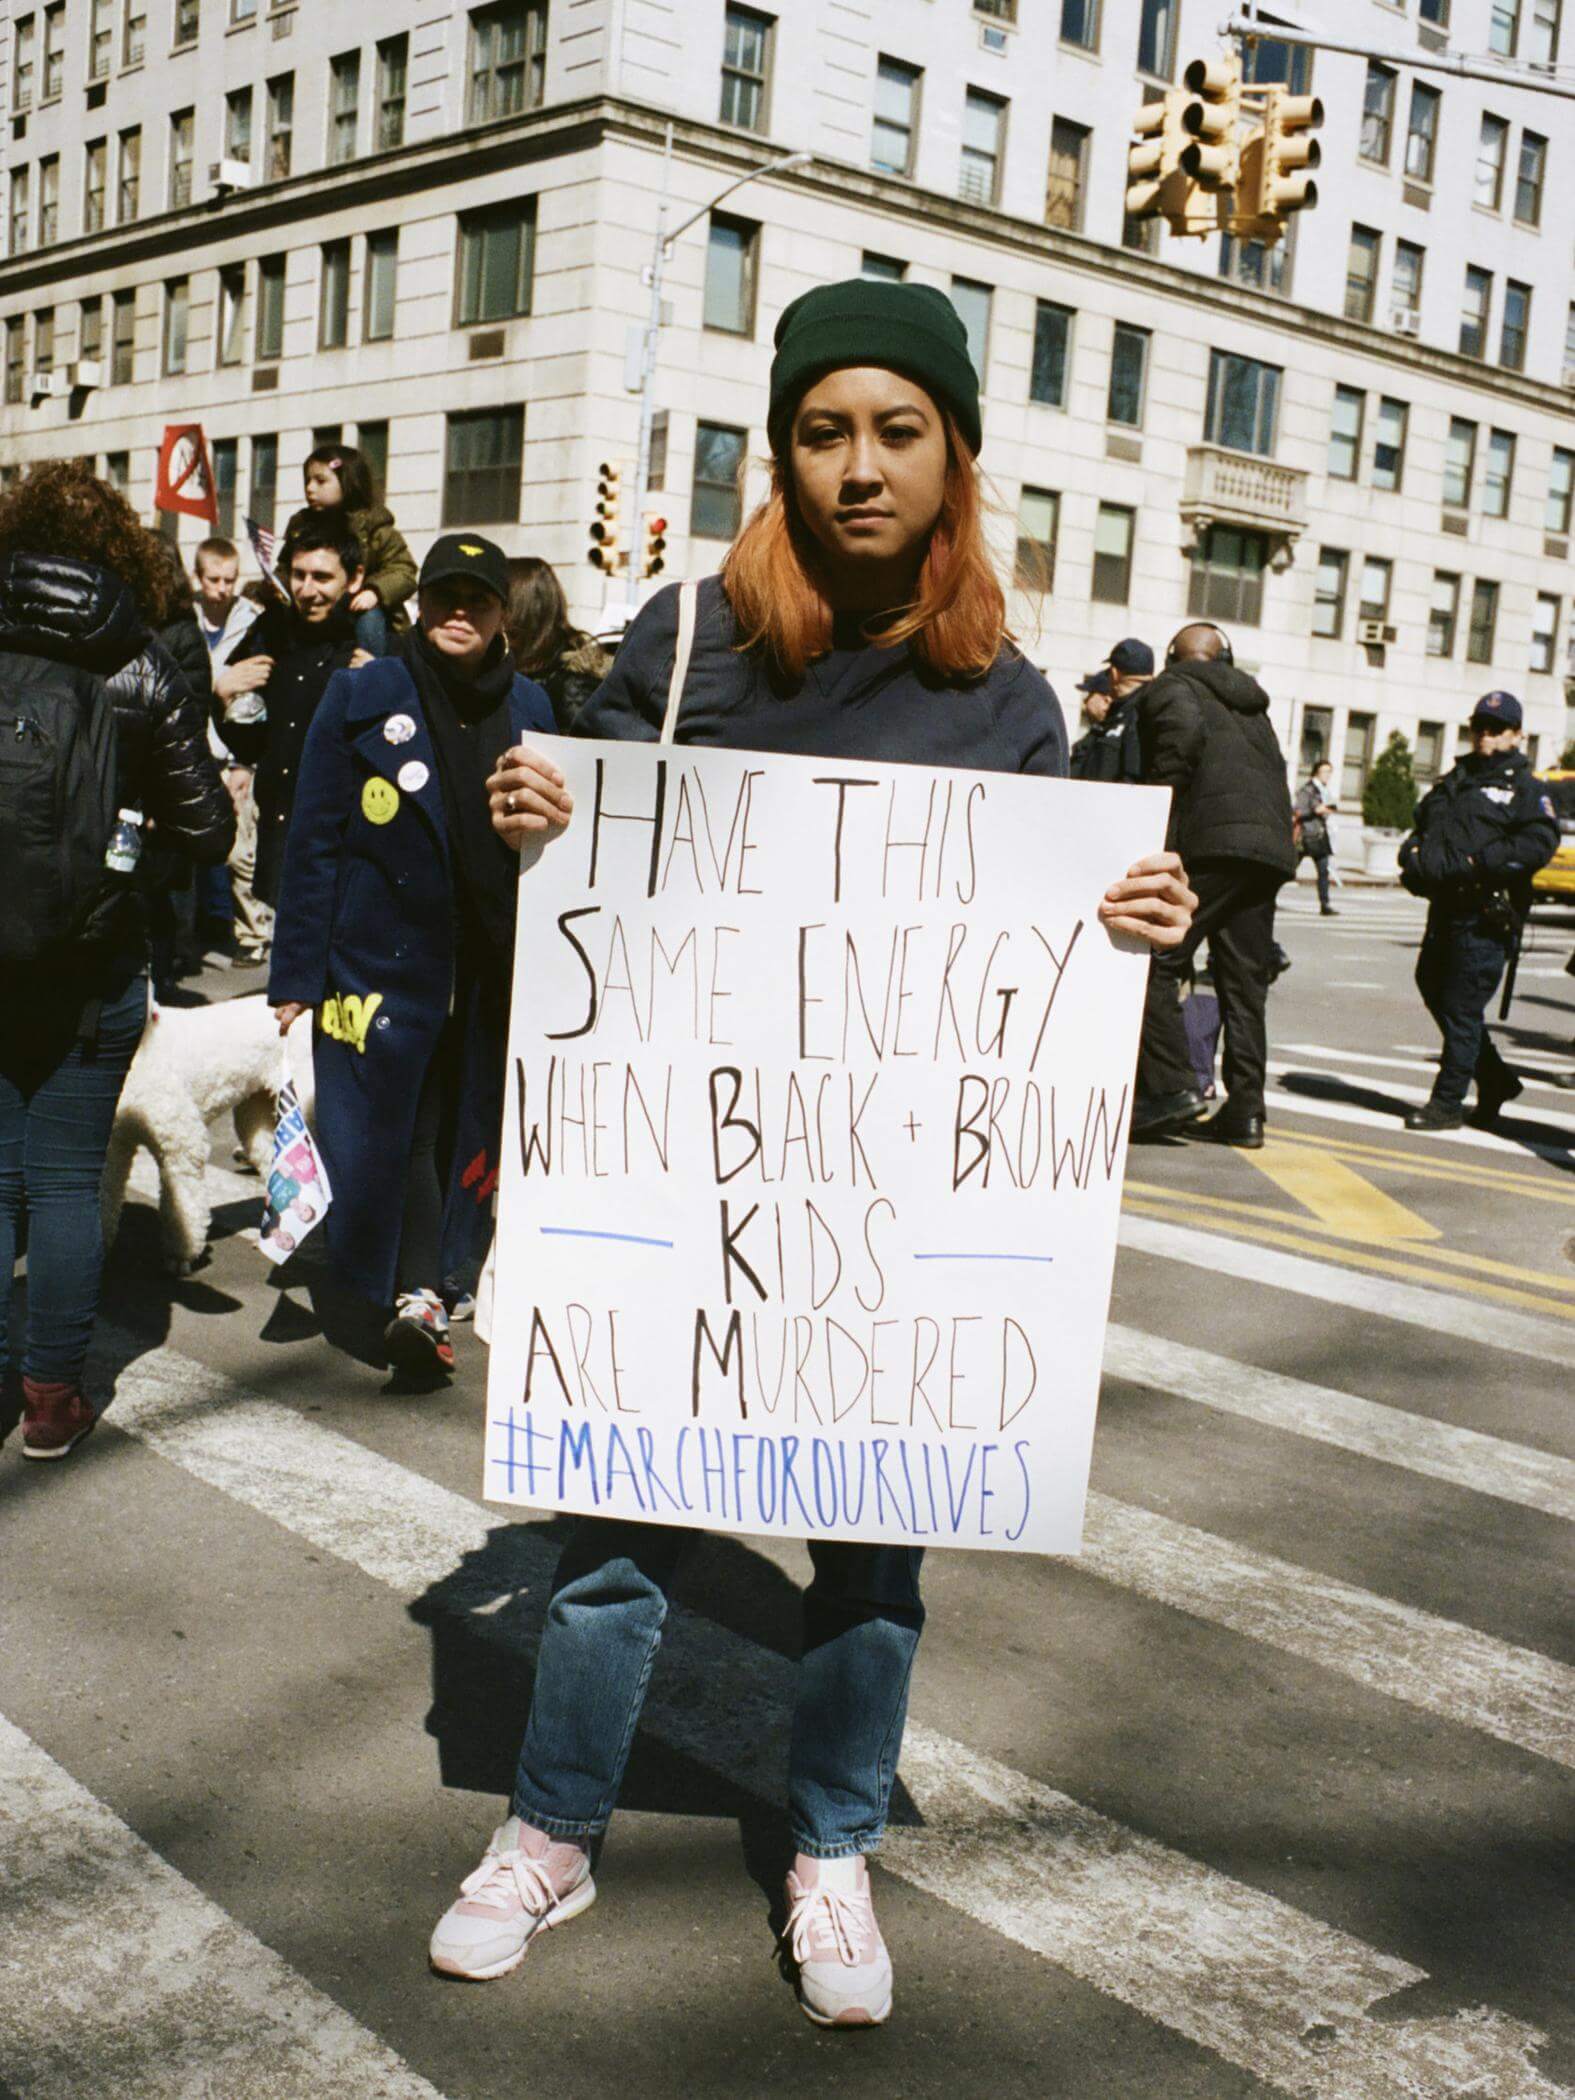 HAVE THIS
SAME ENERGY
WHEN BLACK + BROWN
KIDS
ARE MURDERED
#MARCHFOROURLIVES